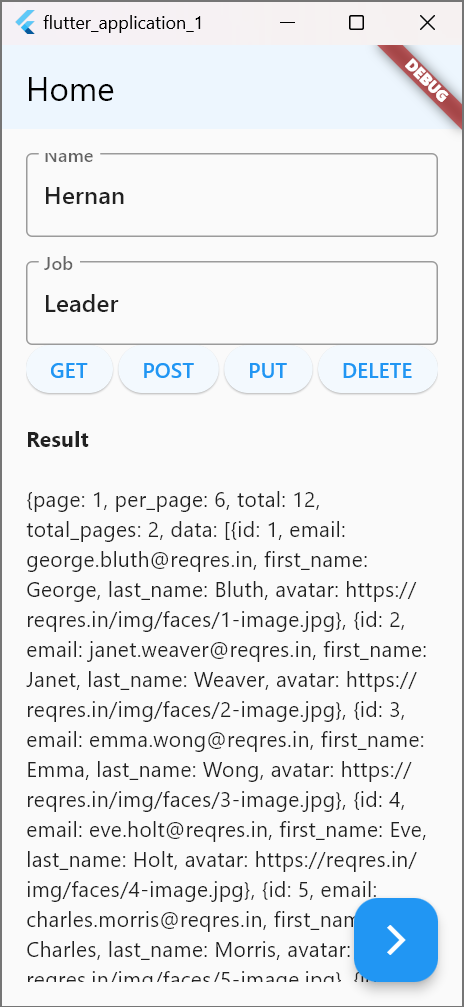 flutter_application_1
Home
DEBUG
Name
Hernan
Job
Leader
GET POST PUT DELETE
Result
{page: 1, per_page: 6, total: 12,
total_pages: 2, data: [{id: 1, email:
george.bluth@reqres.in, first_name:
George, last_name: Bluth, avatar: https://
reqres.in/img/faces/1-image.jpg}, {id: 2,
email: janet.weaver@reqres.in, first_name:
Janet, last_name: Weaver, avatar: https://
reqres.in/img/faces/2-image.jpg}, {id: 3,
email: emma.wong@reqres.in, first_name:
Emma, last_name: Wong, avatar: https://
reqres.in/img/faces/3-image.jpg}, {id: 4,
email: eve.holt@reqres.in, first_name: Eve,
last_name: Holt, avatar: https://reqres.in/
img/faces/4-image.jpg}, {id: 5, email:
charles.morris@reqres.in, first_
Charles, last_name: Morris, avatar:
reqres.in/img/faces/5-image.jpg},